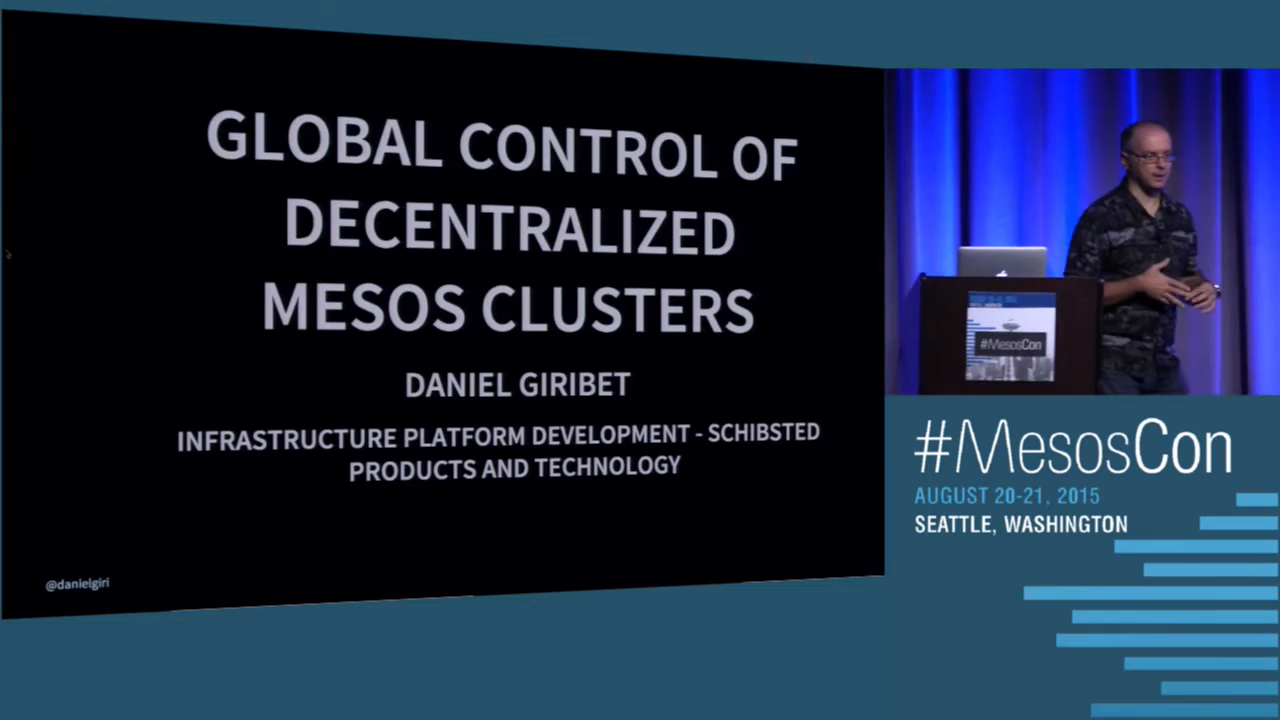 GLOBAL CONTROL OF
DECENTRALIZED
MESOS CLUSTERS
DANIEL GIRIBET
INFRASTRUCTURE PLATFORM DEVELOPMENT - SCHIBSTED
PRODUCTS AND TECHNOLOGY
@danielgiri
#MesosCon
#MesosCon
AUGUST 20-21, 2015
SEATTLE, WASHINGTON